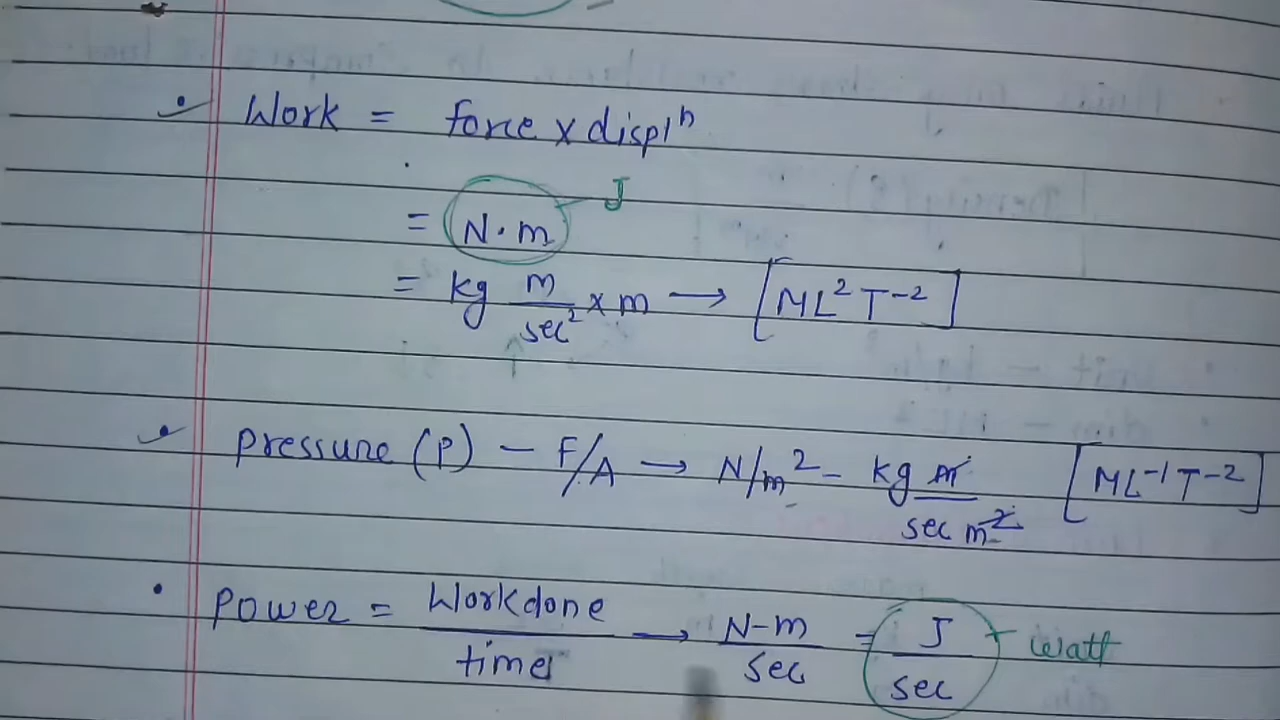 Work = force x displⁿ
= N·m J
= kg m/sec² x m → [ML²T⁻²]
pressure (P) – F/A → N/m² – kg m/sec m² [ML⁻¹T⁻²]
power = Workdone/time → N-m/sec = J/sec watt